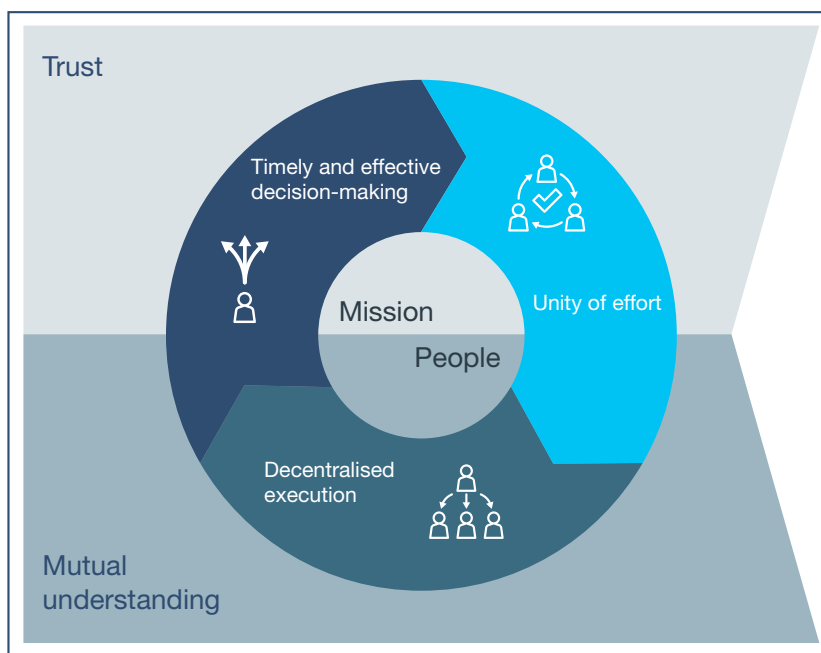 Trust
Timely and effective
decision-making
Unity of effort
Mission
People
Decentralised
execution
Mutual
understanding